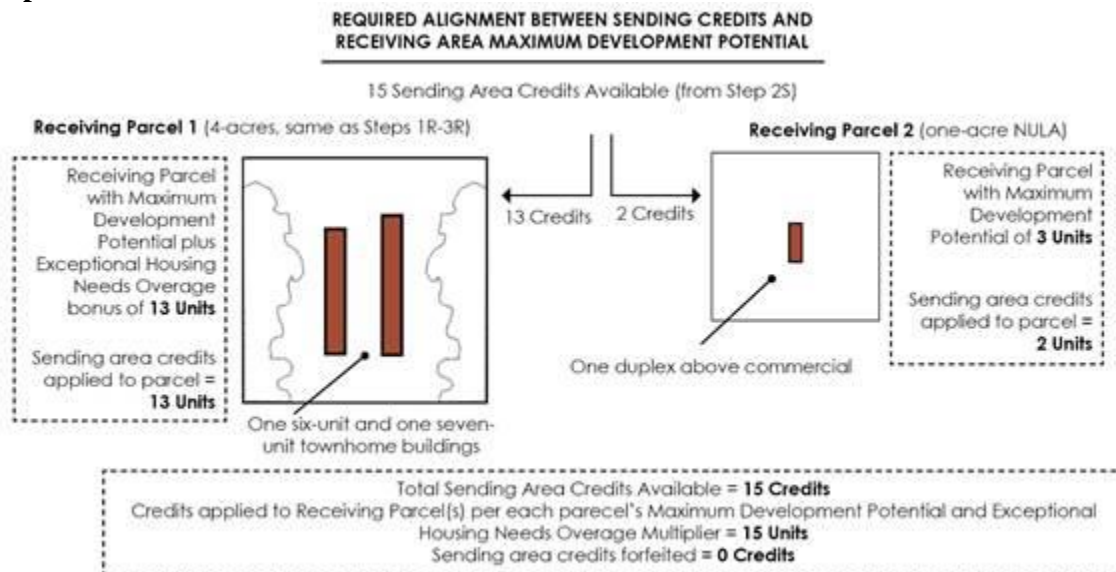 REQUIRED ALIGNMENT BETWEEN SENDING CREDITS AND
RECEIVING AREA MAXIMUM DEVELOPMENT POTENTIAL
15 Sending Area Credits Available (from Step 2S)
Receiving Parcel 1 (4-acres, same as Steps 1R-3R)
Receiving Parcel
with Maximum
Development
Potential plus
Exceptional Housing
Needs Overage
bonus of 13 Units
Sending area credits
applied to parcel =
13 Units
One six-unit and one seven-
unit townhome buildings
13 Credits
2 Credits
Receiving Parcel 2 (one-acre NULA)
One duplex above commercial
Receiving Parcel
with Maximum
Development
Potential of 3 Units
Sending area credits
applied to parcel =
2 Units
Total Sending Area Credits Available = 15 Credits
Credits applied to Receiving Parcel(s) per each parecel's Maximum Development Potential and Exceptional
Housing Needs Overage Multiplier = 15 Units
Sending area credits forfeited = 0 Credits